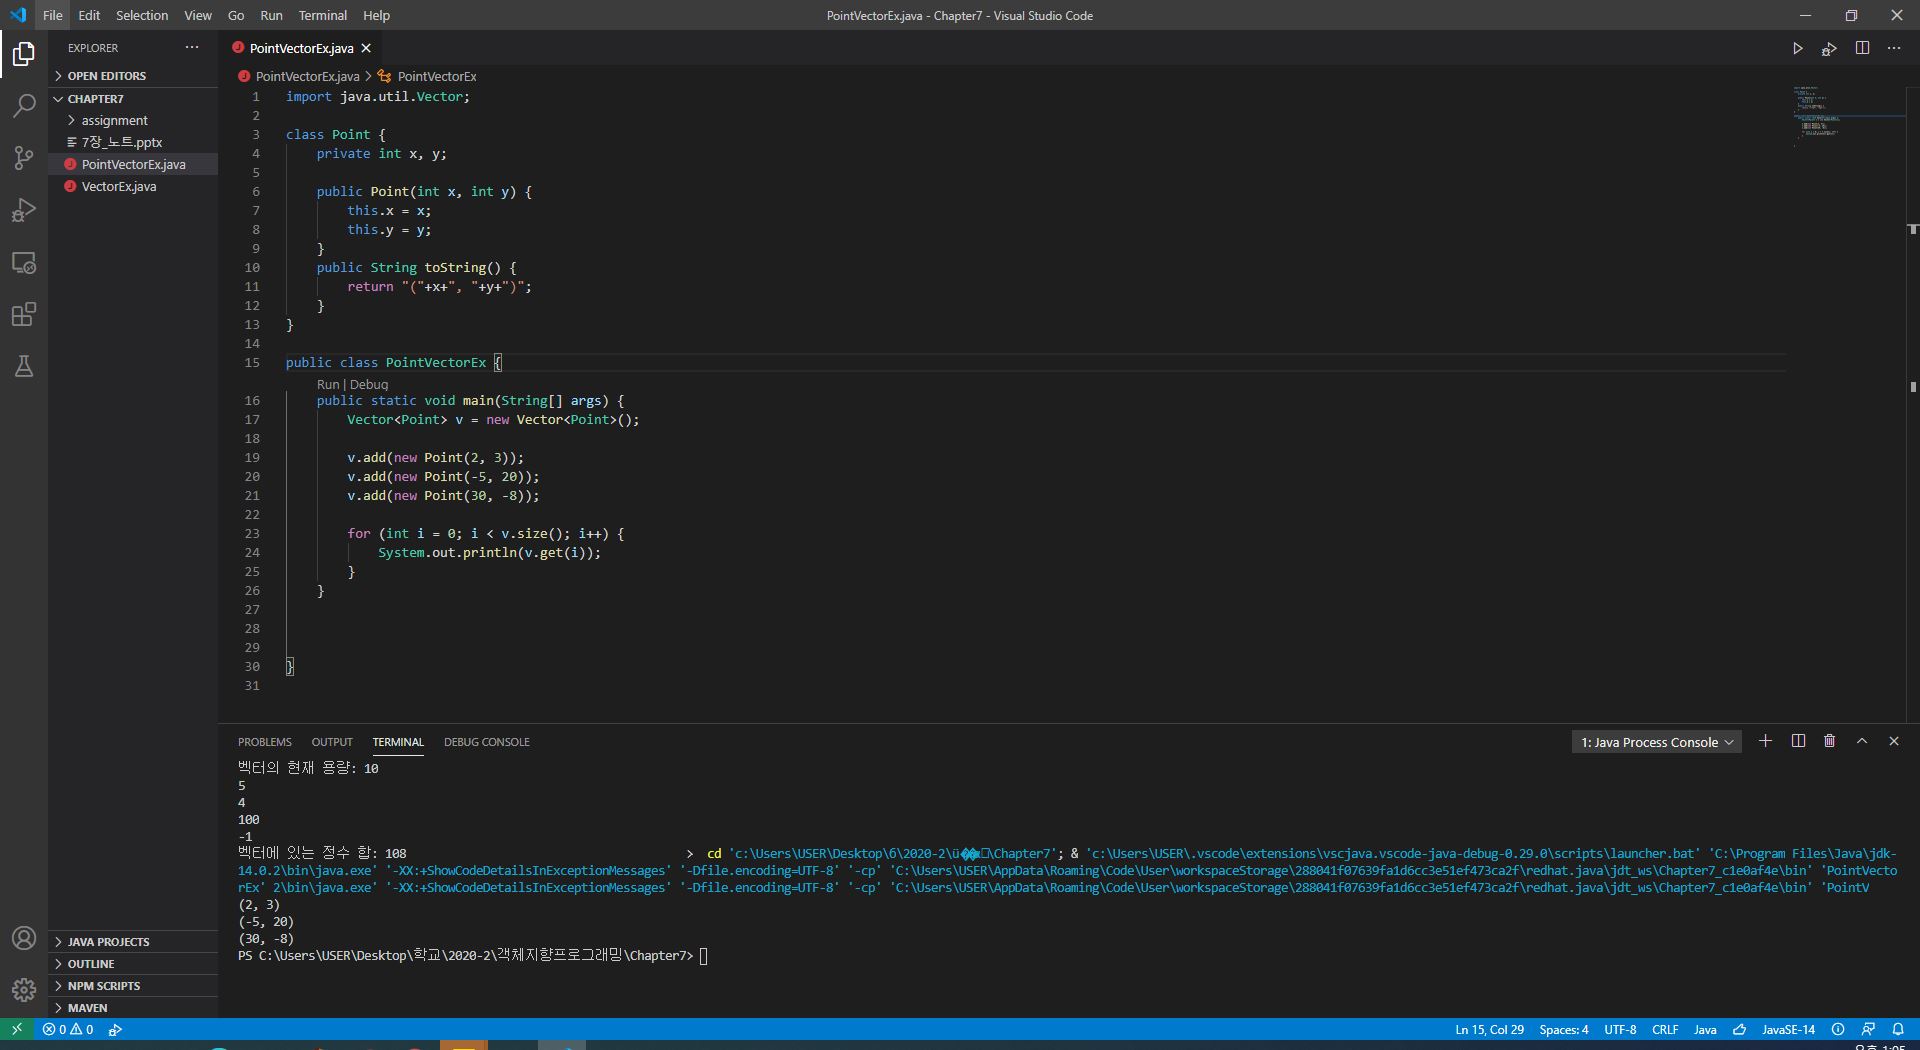 File Edit Selection View Go Run Terminal Help
PointVectorEx.java - Chapter7 - Visual Studio Code
EXPLORER
OPEN EDITORS
CHAPTER7
assignment
7장_노트.pptx
PointVectorEx.java
VectorEx.java
JAVA PROJECTS
OUTLINE
NPM SCRIPTS
MAVEN
PointVectorEx.java
PointVectorEx.java > PointVectorEx
1 import java.util.Vector;
2
3 class Point {
4 private int x, y;
5
6 public Point(int x, int y) {
7 this.x = x;
8 this.y = y;
9 }
10 public String toString() {
11 return "("+x+", "+y+")";
12 }
13 }
14
15 public class PointVectorEx {
Run | Debug
16 public static void main(String[] args) {
17 Vector<Point> v = new Vector<Point>();
18
19 v.add(new Point(2, 3));
20 v.add(new Point(-5, 20));
21 v.add(new Point(30, -8));
22
23 for (int i = 0; i < v.size(); i++) {
24 System.out.println(v.get(i));
25 }
26 }
27
28
29
30 }
31
PROBLEMS OUTPUT TERMINAL DEBUG CONSOLE
1: Java Process Console
벡터의 현재 용량: 10
5
4
100
-1
벡터에 있는 정수 합: 108 > cd 'c:\Users\USER\Desktop\6\2020-2\ü��x\Chapter7'; & 'c:\Users\USER\.vscode\extensions\vscjava.vscode-java-debug-0.29.0\scripts\launcher.bat' 'C:\Program Files\Java\jdk-
14.0.2\bin\java.exe' '-XX:+ShowCodeDetailsInExceptionMessages' '-Dfile.encoding=UTF-8' '-cp' 'C:\Users\USER\AppData\Roaming\Code\User\workspaceStorage\288041f07639fa1d6cc3e51ef473ca2f\redhat.java\jdt_ws\Chapter7_c1e0af4e\bin' 'PointVecto
rEx' 2\bin\java.exe' '-XX:+ShowCodeDetailsInExceptionMessages' '-Dfile.encoding=UTF-8' '-cp' 'C:\Users\USER\AppData\Roaming\Code\User\workspaceStorage\288041f07639fa1d6cc3e51ef473ca2f\redhat.java\jdt_ws\Chapter7_c1e0af4e\bin' 'PointV
(2, 3)
(-5, 20)
(30, -8)
PS C:\Users\USER\Desktop\학교\2020-2\객체지향프로그래밍\Chapter7>
0 0
Ln 15, Col 29 Spaces: 4 UTF-8 CRLF Java JavaSE-14